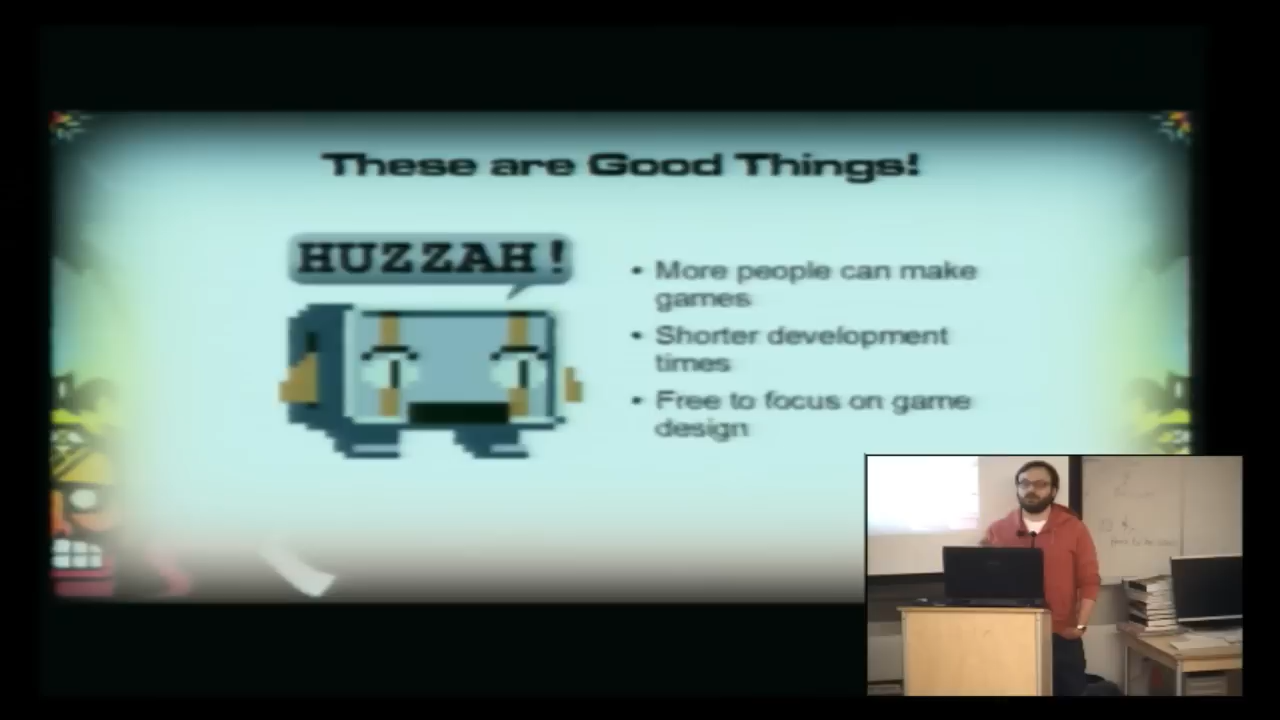 These are Good Things!
HUZZAH!
• More people can make
games
• Shorter development
times
• Free to focus on game
design